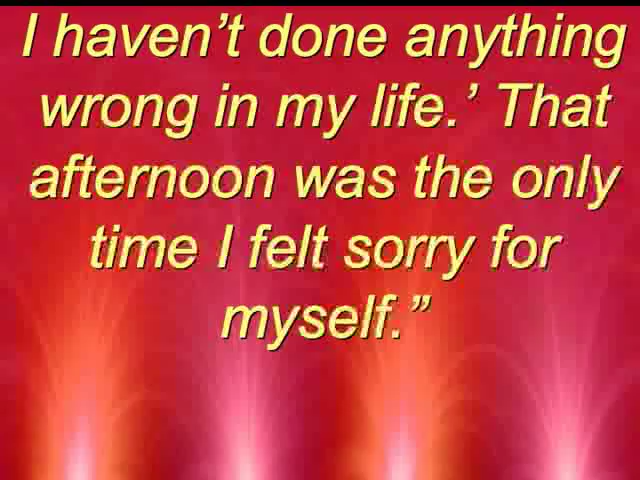 I haven’t done anything
wrong in my life.’ That
afternoon was the only
time I felt sorry for
myself.”